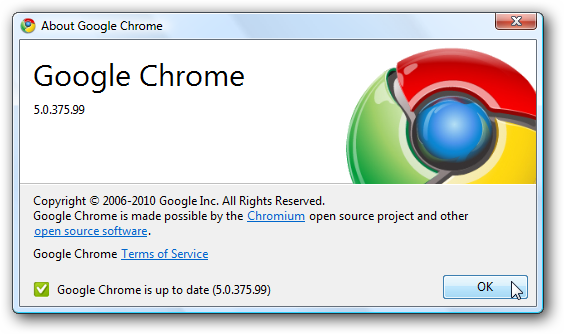 About Google Chrome
Google Chrome
5.0.375.99
Copyright © 2006-2010 Google Inc. All Rights Reserved.
Google Chrome is made possible by the Chromium open source project and other
open source software.
Google Chrome Terms of Service
Google Chrome is up to date (5.0.375.99)
OK